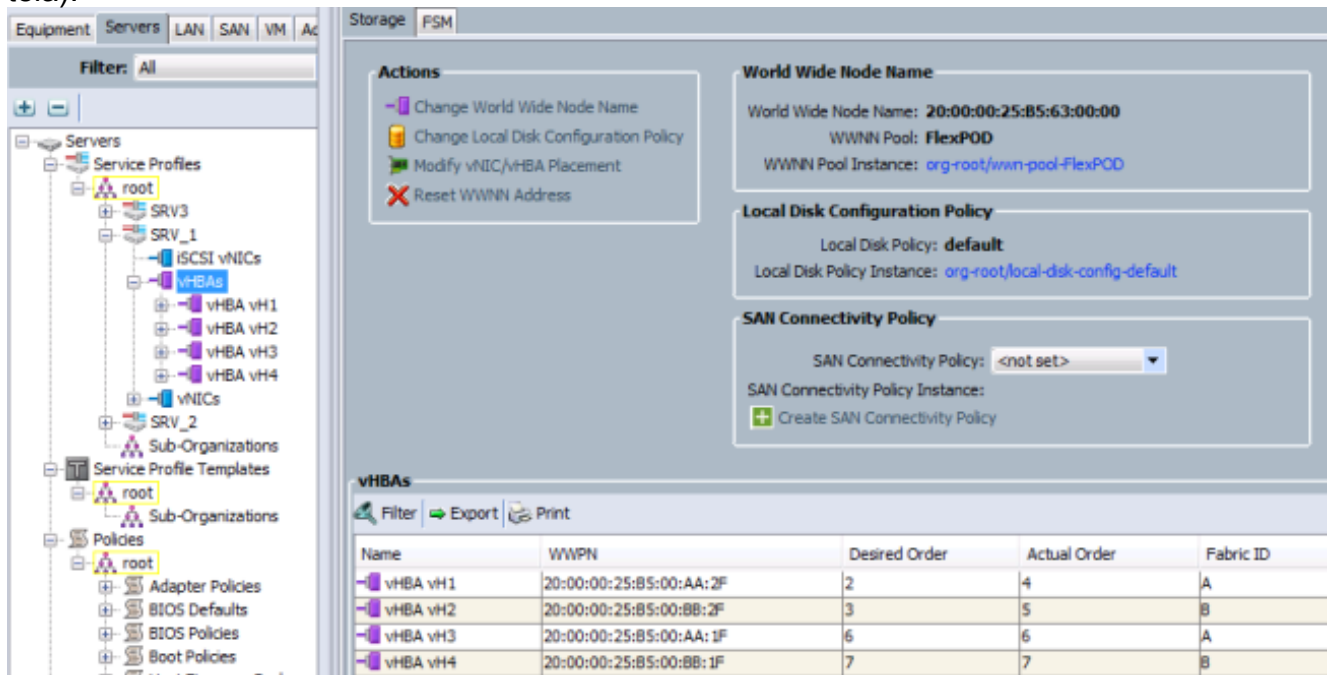 Equipment Servers LAN SAN VM Ad
Filter: All
Servers
Service Profiles
root
SRV3
SRV_1
iSCSI vNICs
vHBAs
vHBA vH1
vHBA vH2
vHBA vH3
vHBA vH4
vNICs
SRV_2
Sub-Organizations
Service Profile Templates
root
Sub-Organizations
Policies
root
Adapter Policies
BIOS Defaults
BIOS Policies
Boot Policies
Storage FSM
Actions
Change World Wide Node Name
Change Local Disk Configuration Policy
Modify vNIC/vHBA Placement
Reset WWNN Address
World Wide Node Name
World Wide Node Name: 20:00:00:25:B5:63:00:00
WWNN Pool: FlexPOD
WWNN Pool Instance: org-root/wwn-pool-FlexPOD
Local Disk Configuration Policy
Local Disk Policy: default
Local Disk Policy Instance: org-root/local-disk-config-default
SAN Connectivity Policy
SAN Connectivity Policy: <not set>
SAN Connectivity Policy Instance:
Create SAN Connectivity Policy
vHBAs
Filter Export Print
Name WWPN Desired Order Actual Order Fabric ID
vHBA vH1 20:00:00:25:B5:00:AA:2F 2 4 A
vHBA vH2 20:00:00:25:B5:00:BB:2F 3 5 B
vHBA vH3 20:00:00:25:B5:00:AA:1F 6 6 A
vHBA vH4 20:00:00:25:B5:00:BB:1F 7 7 B